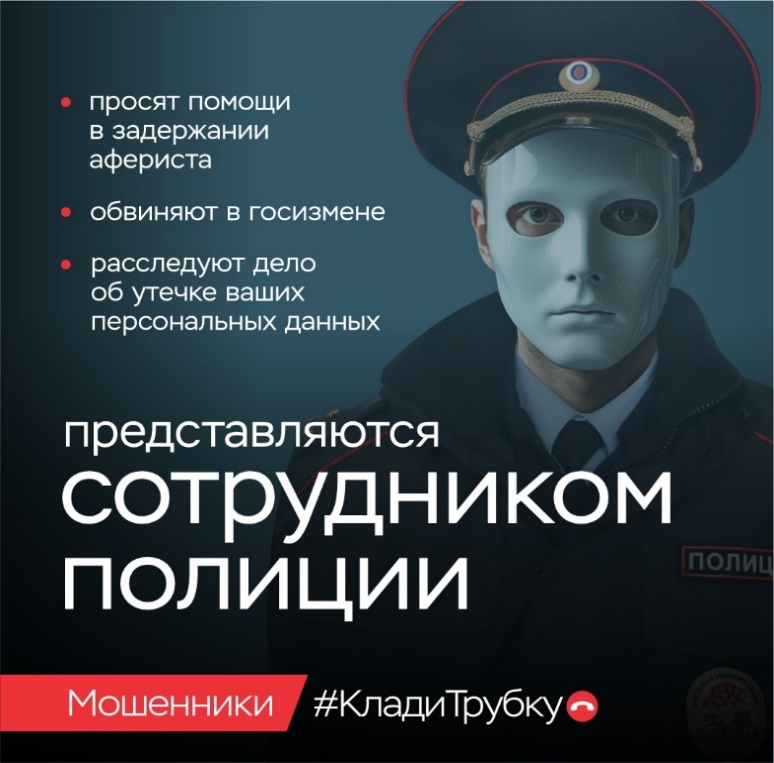 просят помощи
в задержании
афериста
обвиняют в госизмене
расследуют дело
об утечке ваших
персональных данных
представляются
сотрудником
полиции
ПОЛИЦ
Мошенники #КладиТрубку